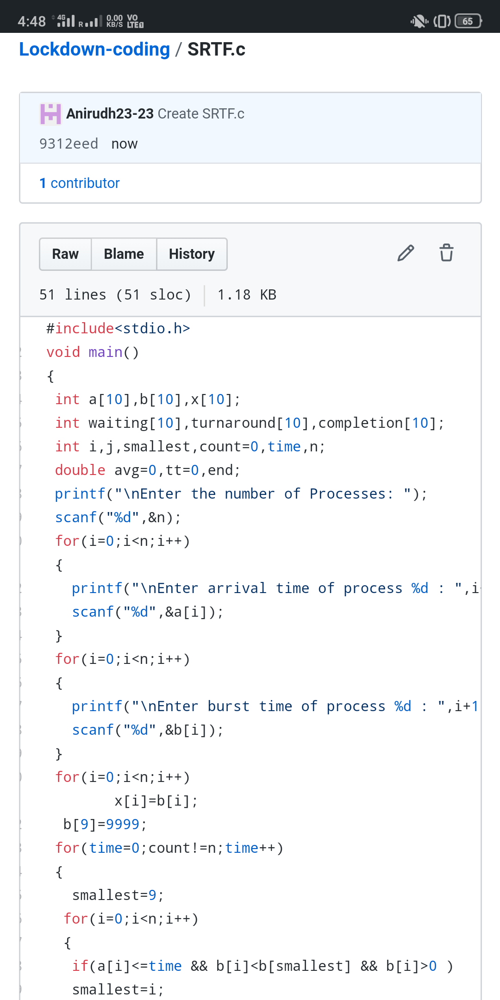 4:48 4G R 0.00 KB/S VO LTE 65
Lockdown-coding / SRTF.c
Anirudh23-23 Create SRTF.c
9312eed now
1 contributor
Raw Blame History
51 lines (51 sloc) 1.18 KB
#include<stdio.h>
void main()
{
int a[10],b[10],x[10];
int waiting[10],turnaround[10],completion[10];
int i,j,smallest,count=0,time,n;
double avg=0,tt=0,end;
printf("\nEnter the number of Processes: ");
scanf("%d",&n);
for(i=0;i<n;i++)
{
printf("\nEnter arrival time of process %d : ",i
scanf("%d",&a[i]);
}
for(i=0;i<n;i++)
{
printf("\nEnter burst time of process %d : ",i+1
scanf("%d",&b[i]);
}
for(i=0;i<n;i++)
x[i]=b[i];
b[9]=9999;
for(time=0;count!=n;time++)
{
smallest=9;
for(i=0;i<n;i++)
{
if(a[i]<=time && b[i]<b[smallest] && b[i]>0 )
smallest=i;